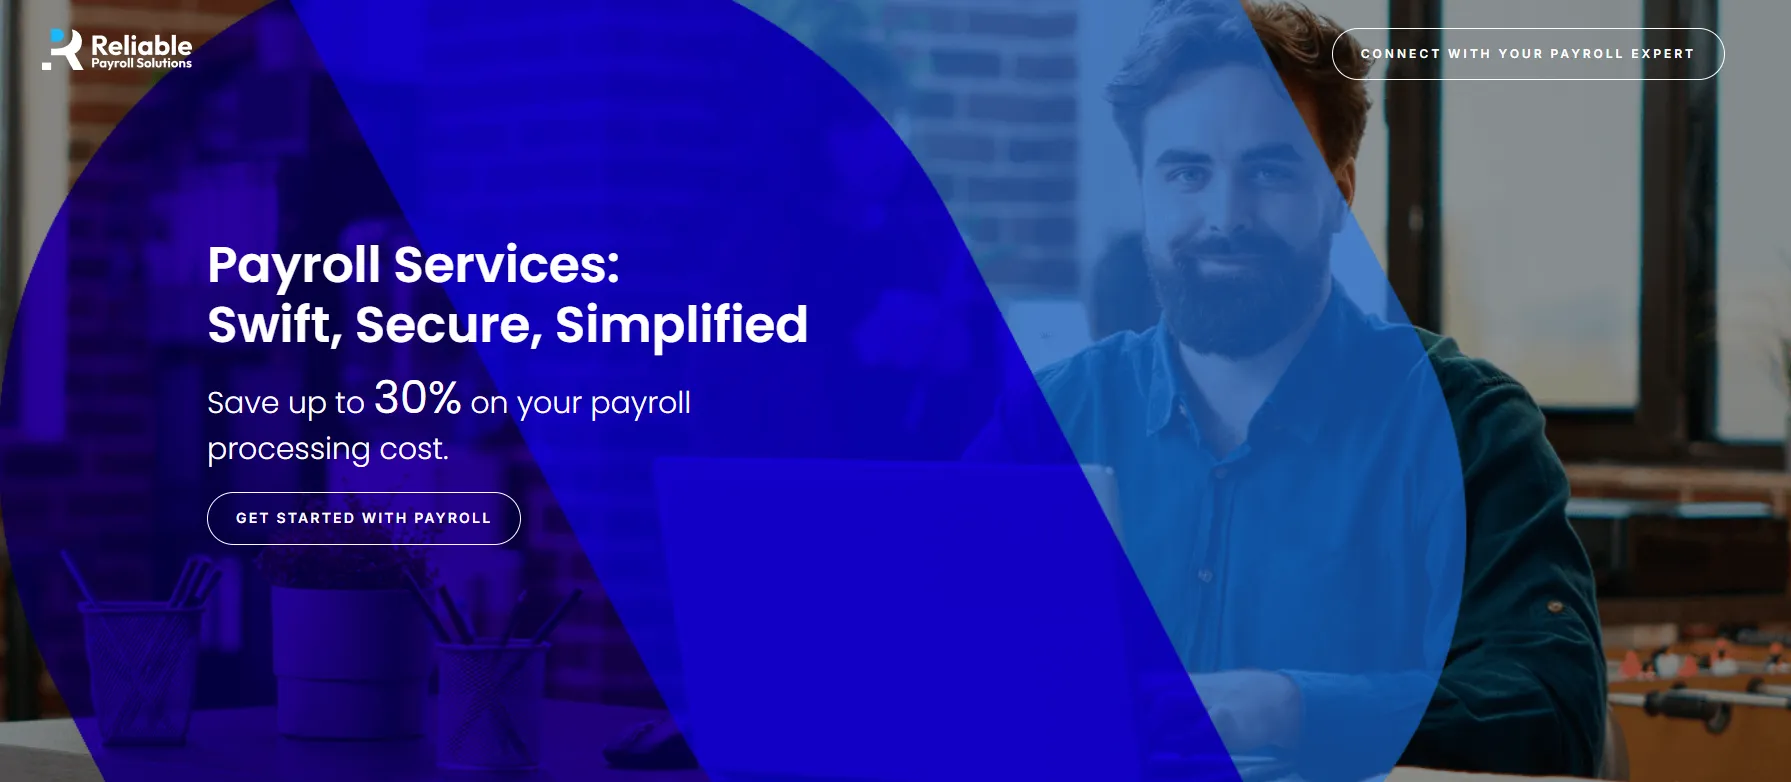 Reliable
Payroll Solutions
CONNECT WITH YOUR PAYROLL EXPERT
Payroll Services:
Swift, Secure, Simplified
Save up to 30% on your payroll
processing cost.
GET STARTED WITH PAYROLL